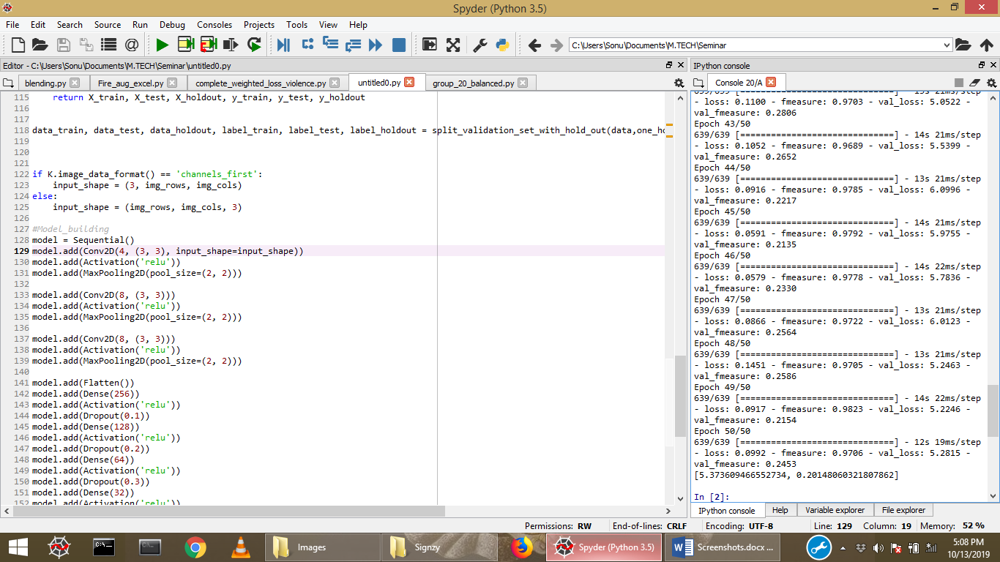 Spyder (Python 3.5)
File Edit Search Source Run Debug Consoles Projects Tools View Help
C:\Users\Sonu\Documents\M.TECH\Seminar
Editor - C:\Users\Sonu\Documents\M.TECH\Seminar\untitled0.py
blending.py Fire_aug_excel.py complete_weighted_loss_violence.py untitled0.py group_20_balanced.py
115 return X_train, X_test, X_holdout, y_train, y_test, y_holdout
116
117
118 data_train, data_test, data_holdout, label_train, label_test, label_holdout = split_validation_set_with_hold_out(data,one_ho
119
120
121
122 if K.image_data_format() == 'channels_first':
123 input_shape = (3, img_rows, img_cols)
124 else:
125 input_shape = (img_rows, img_cols, 3)
126
127 #Model_building
128 model = Sequential()
129 model.add(Conv2D(4, (3, 3), input_shape=input_shape))
130 model.add(Activation('relu'))
131 model.add(MaxPooling2D(pool_size=(2, 2)))
132
133 model.add(Conv2D(8, (3, 3)))
134 model.add(Activation('relu'))
135 model.add(MaxPooling2D(pool_size=(2, 2)))
136
137 model.add(Conv2D(8, (3, 3)))
138 model.add(Activation('relu'))
139 model.add(MaxPooling2D(pool_size=(2, 2)))
140
141 model.add(Flatten())
142 model.add(Dense(256))
143 model.add(Activation('relu'))
144 model.add(Dropout(0.1))
145 model.add(Dense(128))
146 model.add(Activation('relu'))
147 model.add(Dropout(0.2))
148 model.add(Dense(64))
149 model.add(Activation('relu'))
150 model.add(Dropout(0.3))
151 model.add(Dense(32))
152 model.add(Activation('relu'))
IPython console
Console 20/A
639/639 [==============================] - 13s 21ms/step
- loss: 0.1100 - fmeasure: 0.9703 - val_loss: 5.0522 -
val_fmeasure: 0.2806
Epoch 43/50
639/639 [==============================] - 14s 21ms/step
- loss: 0.1052 - fmeasure: 0.9689 - val_loss: 5.5399 -
val_fmeasure: 0.2652
Epoch 44/50
639/639 [==============================] - 13s 21ms/step
- loss: 0.0916 - fmeasure: 0.9785 - val_loss: 6.0996 -
val_fmeasure: 0.2217
Epoch 45/50
639/639 [==============================] - 14s 21ms/step
- loss: 0.0591 - fmeasure: 0.9792 - val_loss: 5.9755 -
val_fmeasure: 0.2135
Epoch 46/50
639/639 [==============================] - 14s 22ms/step
- loss: 0.0579 - fmeasure: 0.9778 - val_loss: 5.7836 -
val_fmeasure: 0.2330
Epoch 47/50
639/639 [==============================] - 13s 21ms/step
- loss: 0.0866 - fmeasure: 0.9722 - val_loss: 6.0123 -
val_fmeasure: 0.2564
Epoch 48/50
639/639 [==============================] - 13s 21ms/step
- loss: 0.1451 - fmeasure: 0.9705 - val_loss: 5.2463 -
val_fmeasure: 0.2586
Epoch 49/50
639/639 [==============================] - 14s 22ms/step
- loss: 0.0917 - fmeasure: 0.9823 - val_loss: 5.2246 -
val_fmeasure: 0.2154
Epoch 50/50
639/639 [==============================] - 12s 19ms/step
- loss: 0.0992 - fmeasure: 0.9706 - val_loss: 5.2815 -
val_fmeasure: 0.2453
[5.373609466552734, 0.20148060321807862]
In [2]:
IPython console Help Variable explorer File explorer
Permissions: RW End-of-lines: CRLF Encoding: UTF-8 Line: 129 Column: 19 Memory: 52 %
Images Signzy Spyder (Python 3.5) Screenshots.docx ...
5:08 PM
10/13/2019